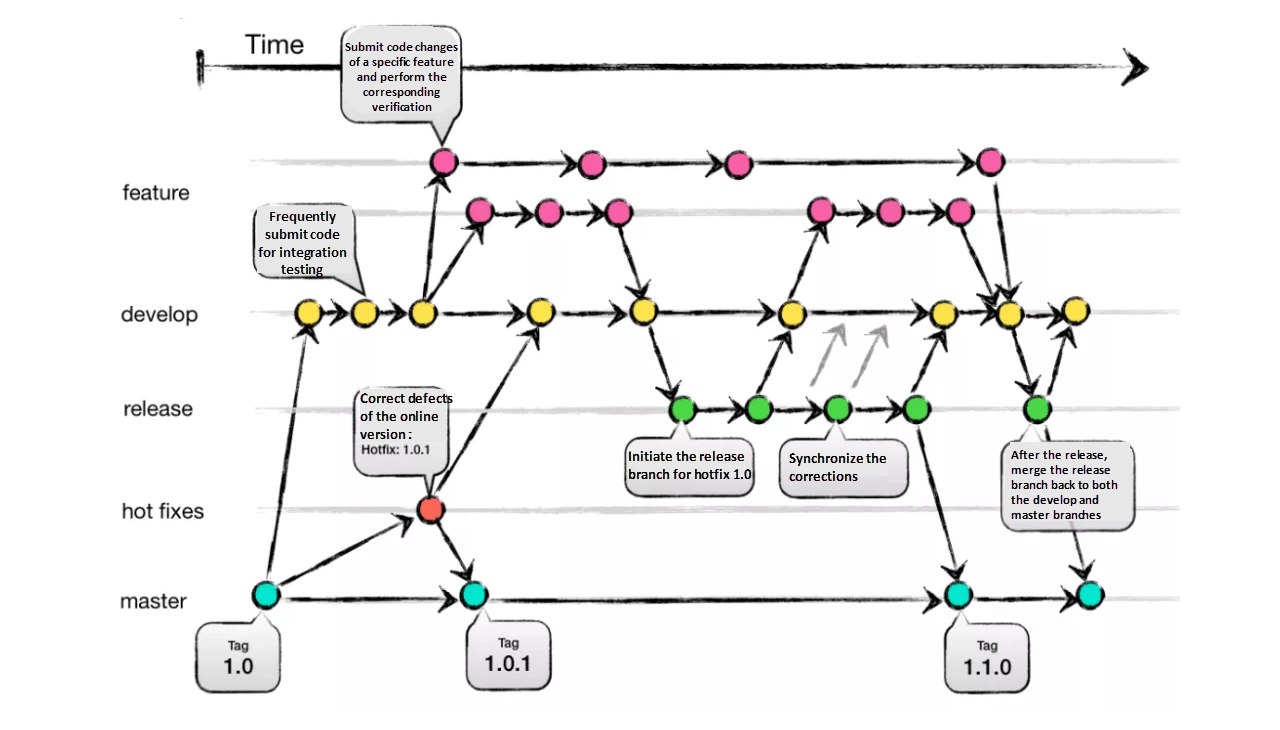 Time
Submit code changes
of a specific feature
and perform the
corresponding
verification
feature
Frequently
submit code
for integration
testing
develop
release
Correct defects
of the online
version :
Hotfix: 1.0.1
Initiate the release
branch for hotfix 1.0
Synchronize the
corrections
After the release,
merge the release
branch back to both
the develop and
master branches
hot fixes
master
Tag
1.0
Tag
1.0.1
Tag
1.1.0